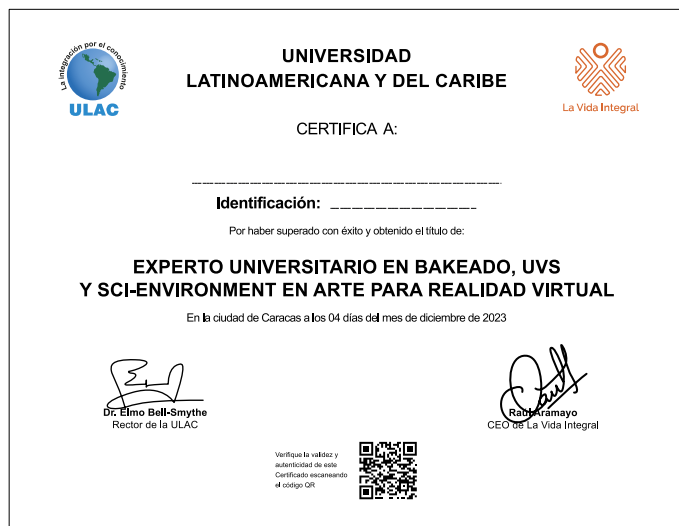 La integración por el conocimiento
ULAC
UNIVERSIDAD
LATINOAMERICANA Y DEL CARIBE
La Vida Integral
CERTIFICA A:
Identificación:
Por haber superado con éxito y obtenido el título de:
EXPERTO UNIVERSITARIO EN BAKEADO, UVS
Y SCI-ENVIRONMENT EN ARTE PARA REALIDAD VIRTUAL
En la ciudad de Caracas a los 04 días del mes de diciembre de 2023
Dr. Elmo Bell-Smythe
Rector de la ULAC
Raúl Aramayo
CEO de La Vida Integral
Verifique la validez y
autenticidad de este
Certificado escaneando
el código QR